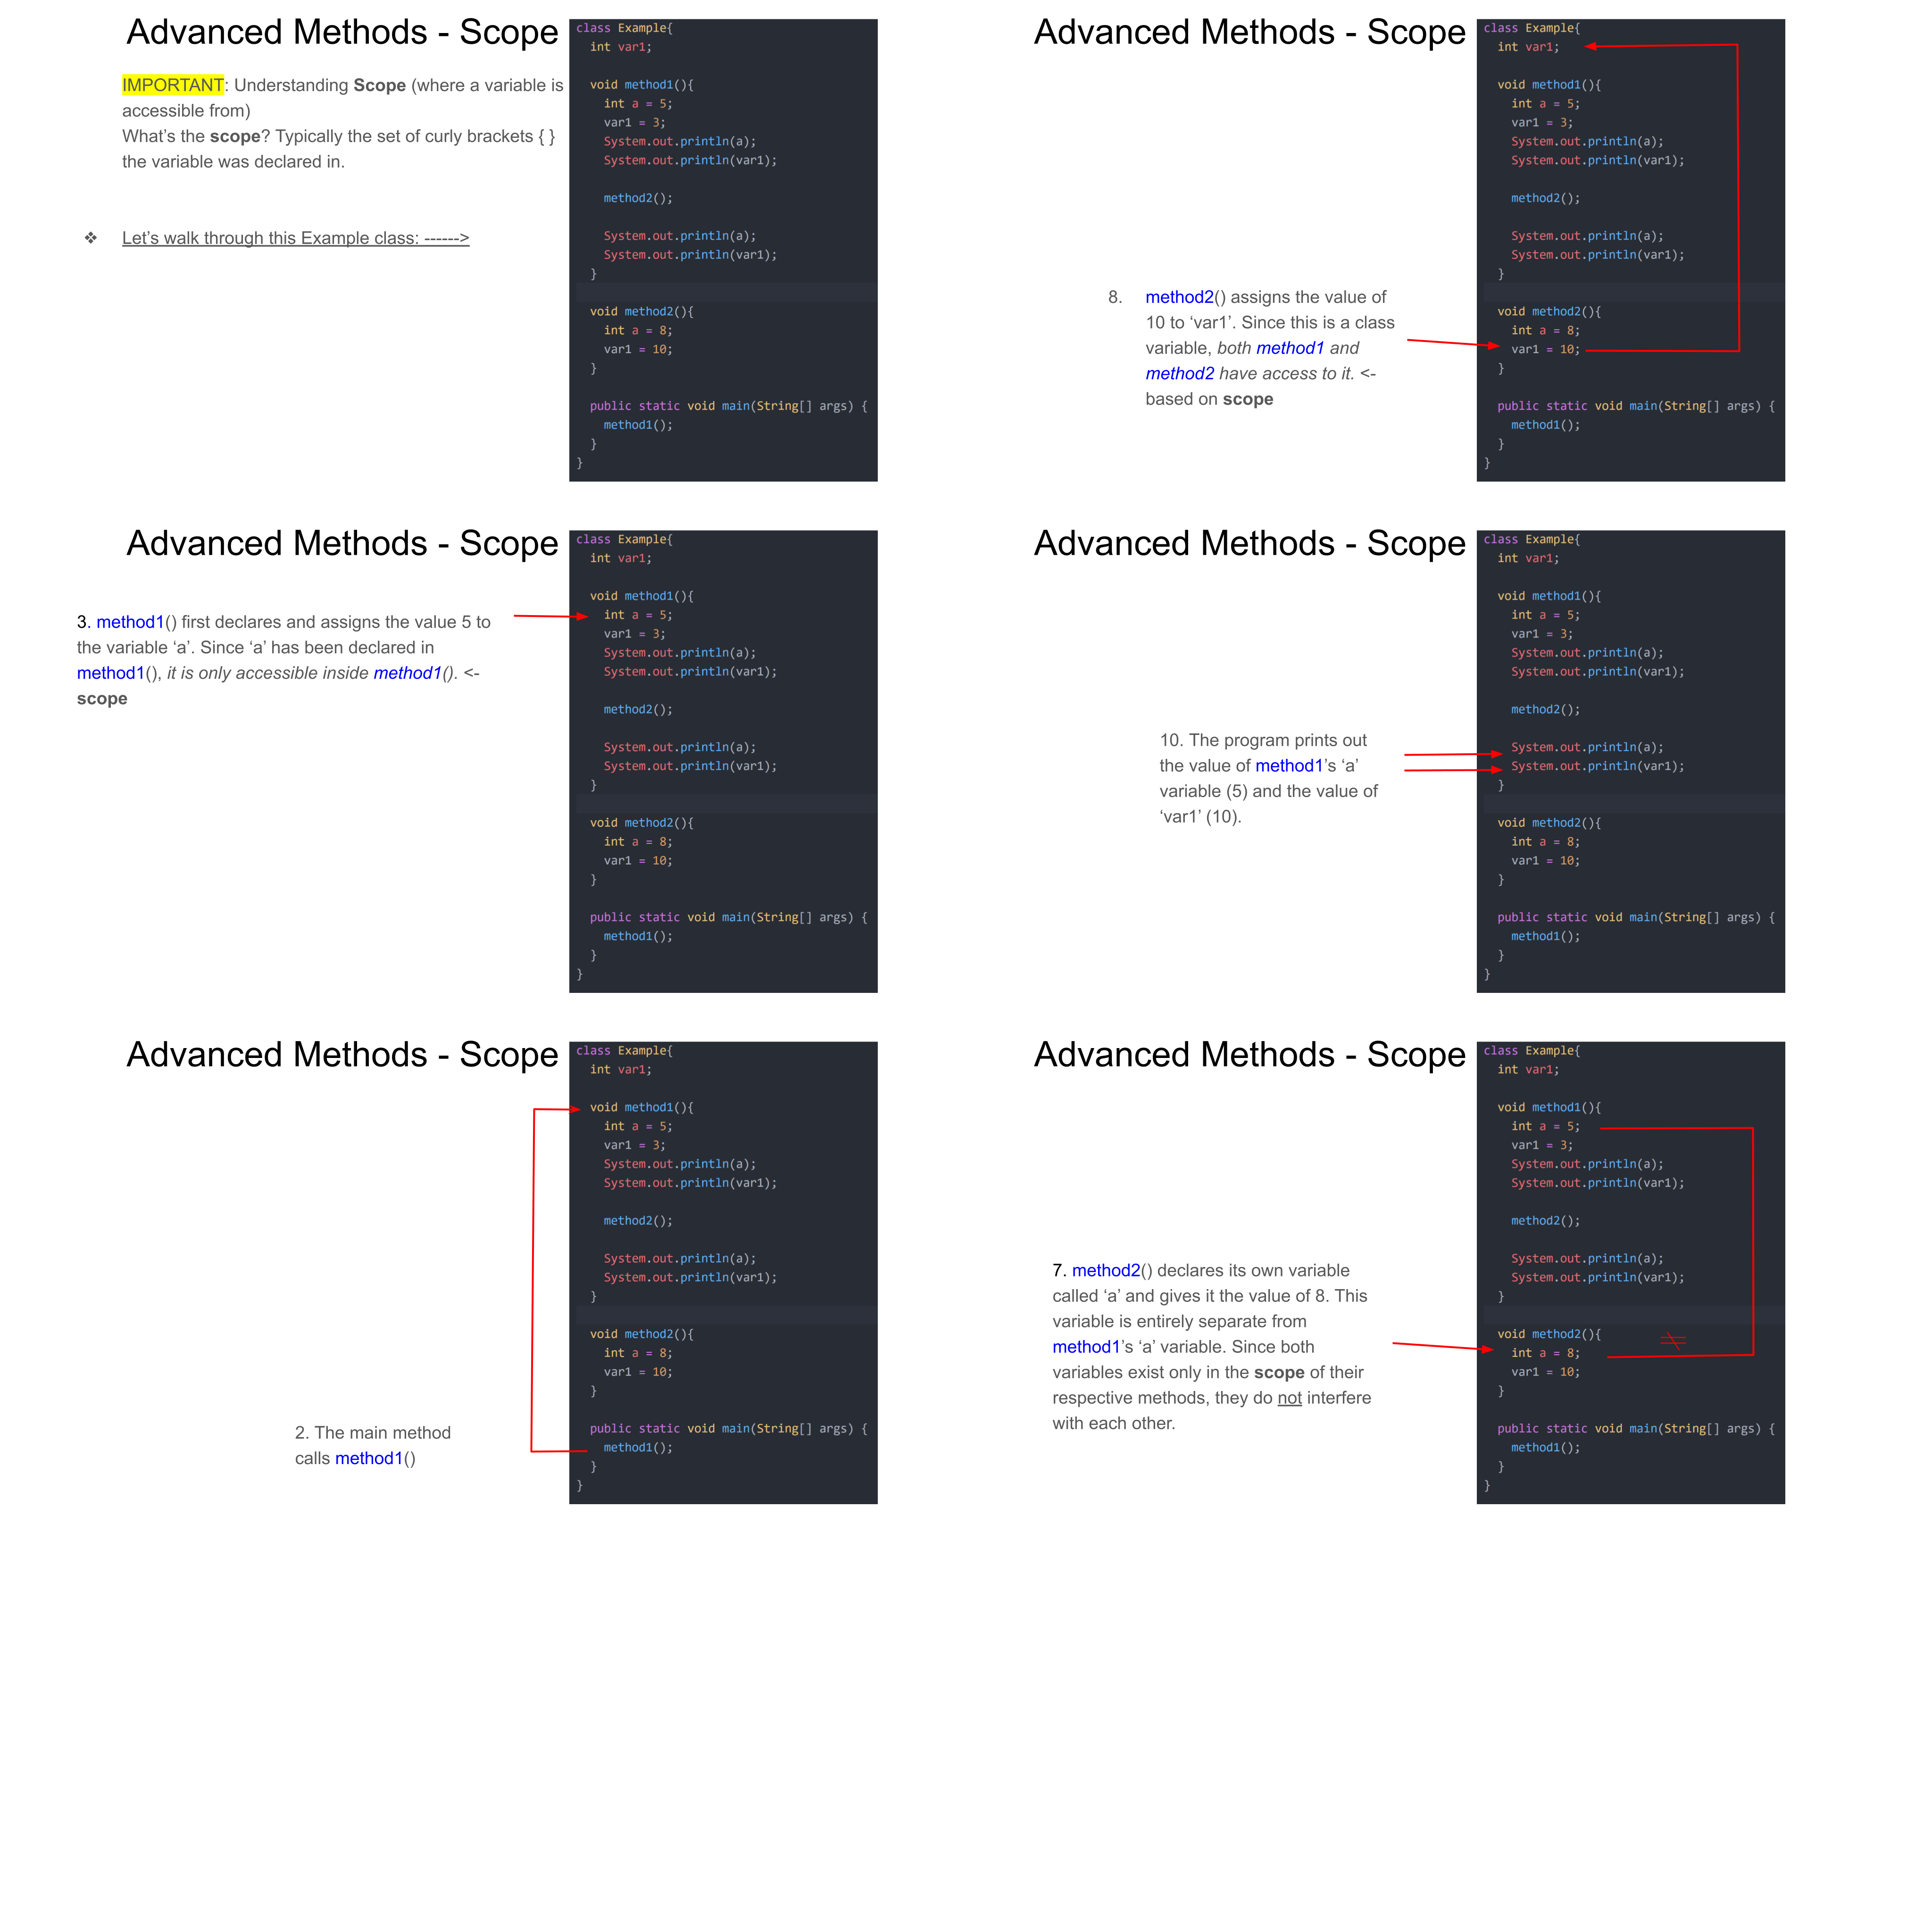 Advanced Methods - Scope
IMPORTANT: Understanding Scope (where a variable is
accessible from)
What's the scope? Typically the set of curly brackets { }
the variable was declared in.
❖ Let's walk through this Example class: ------>
class Example{
int var1;
void method1(){
int a = 5;
var1 = 3;
System.out.println(a);
System.out.println(var1);
method2();
System.out.println(a);
System.out.println(var1);
}
void method2(){
int a = 8;
var1 = 10;
}
public static void main(String[] args) {
method1();
}
}
Advanced Methods - Scope
8. method2() assigns the value of
10 to ‘var1’. Since this is a class
variable, both method1 and
method2 have access to it. <-
based on scope
class Example{
int var1;
void method1(){
int a = 5;
var1 = 3;
System.out.println(a);
System.out.println(var1);
method2();
System.out.println(a);
System.out.println(var1);
}
void method2(){
int a = 8;
var1 = 10;
}
public static void main(String[] args) {
method1();
}
}
Advanced Methods - Scope
3. method1() first declares and assigns the value 5 to
the variable ‘a’. Since ‘a’ has been declared in
method1(), it is only accessible inside method1(). <-
scope
class Example{
int var1;
void method1(){
int a = 5;
var1 = 3;
System.out.println(a);
System.out.println(var1);
method2();
System.out.println(a);
System.out.println(var1);
}
void method2(){
int a = 8;
var1 = 10;
}
public static void main(String[] args) {
method1();
}
}
Advanced Methods - Scope
10. The program prints out
the value of method1’s ‘a’
variable (5) and the value of
‘var1’ (10).
class Example{
int var1;
void method1(){
int a = 5;
var1 = 3;
System.out.println(a);
System.out.println(var1);
method2();
System.out.println(a);
System.out.println(var1);
}
void method2(){
int a = 8;
var1 = 10;
}
public static void main(String[] args) {
method1();
}
}
Advanced Methods - Scope
2. The main method
calls method1()
class Example{
int var1;
void method1(){
int a = 5;
var1 = 3;
System.out.println(a);
System.out.println(var1);
method2();
System.out.println(a);
System.out.println(var1);
}
void method2(){
int a = 8;
var1 = 10;
}
public static void main(String[] args) {
method1();
}
}
Advanced Methods - Scope
7. method2() declares its own variable
called ‘a’ and gives it the value of 8. This
variable is entirely separate from
method1’s ‘a’ variable. Since both
variables exist only in the scope of their
respective methods, they do not interfere
with each other.
class Example{
int var1;
void method1(){
int a = 5;
var1 = 3;
System.out.println(a);
System.out.println(var1);
method2();
System.out.println(a);
System.out.println(var1);
}
void method2(){
int a = 8;
var1 = 10;
}
public static void main(String[] args) {
method1();
}
}